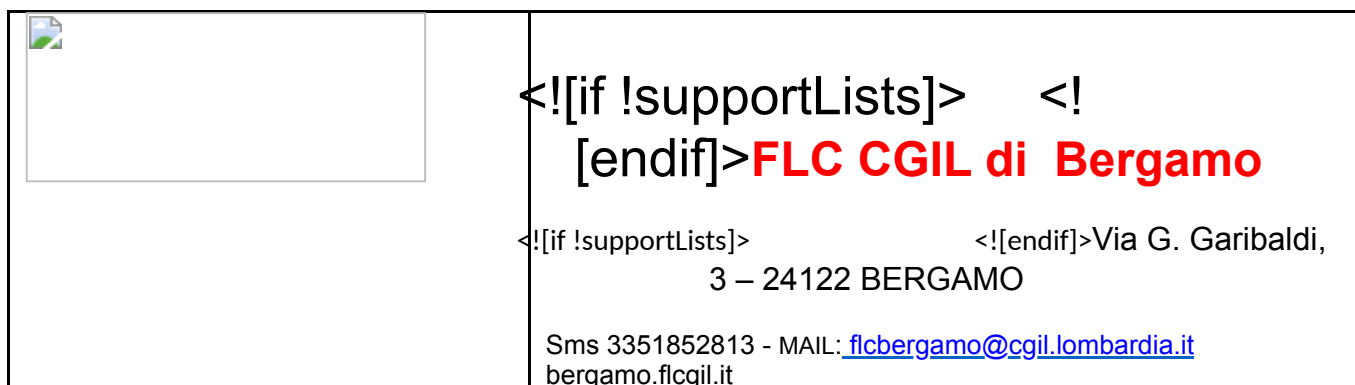 <![if !supportLists]> <!
[endif]>FLC CGIL di Bergamo
<![if !supportLists]> <![endif]>Via G. Garibaldi,
3 – 24122 BERGAMO
Sms 3351852813 - MAIL: flcbergamo@cgil.lombardia.it
bergamo.flcgil.it